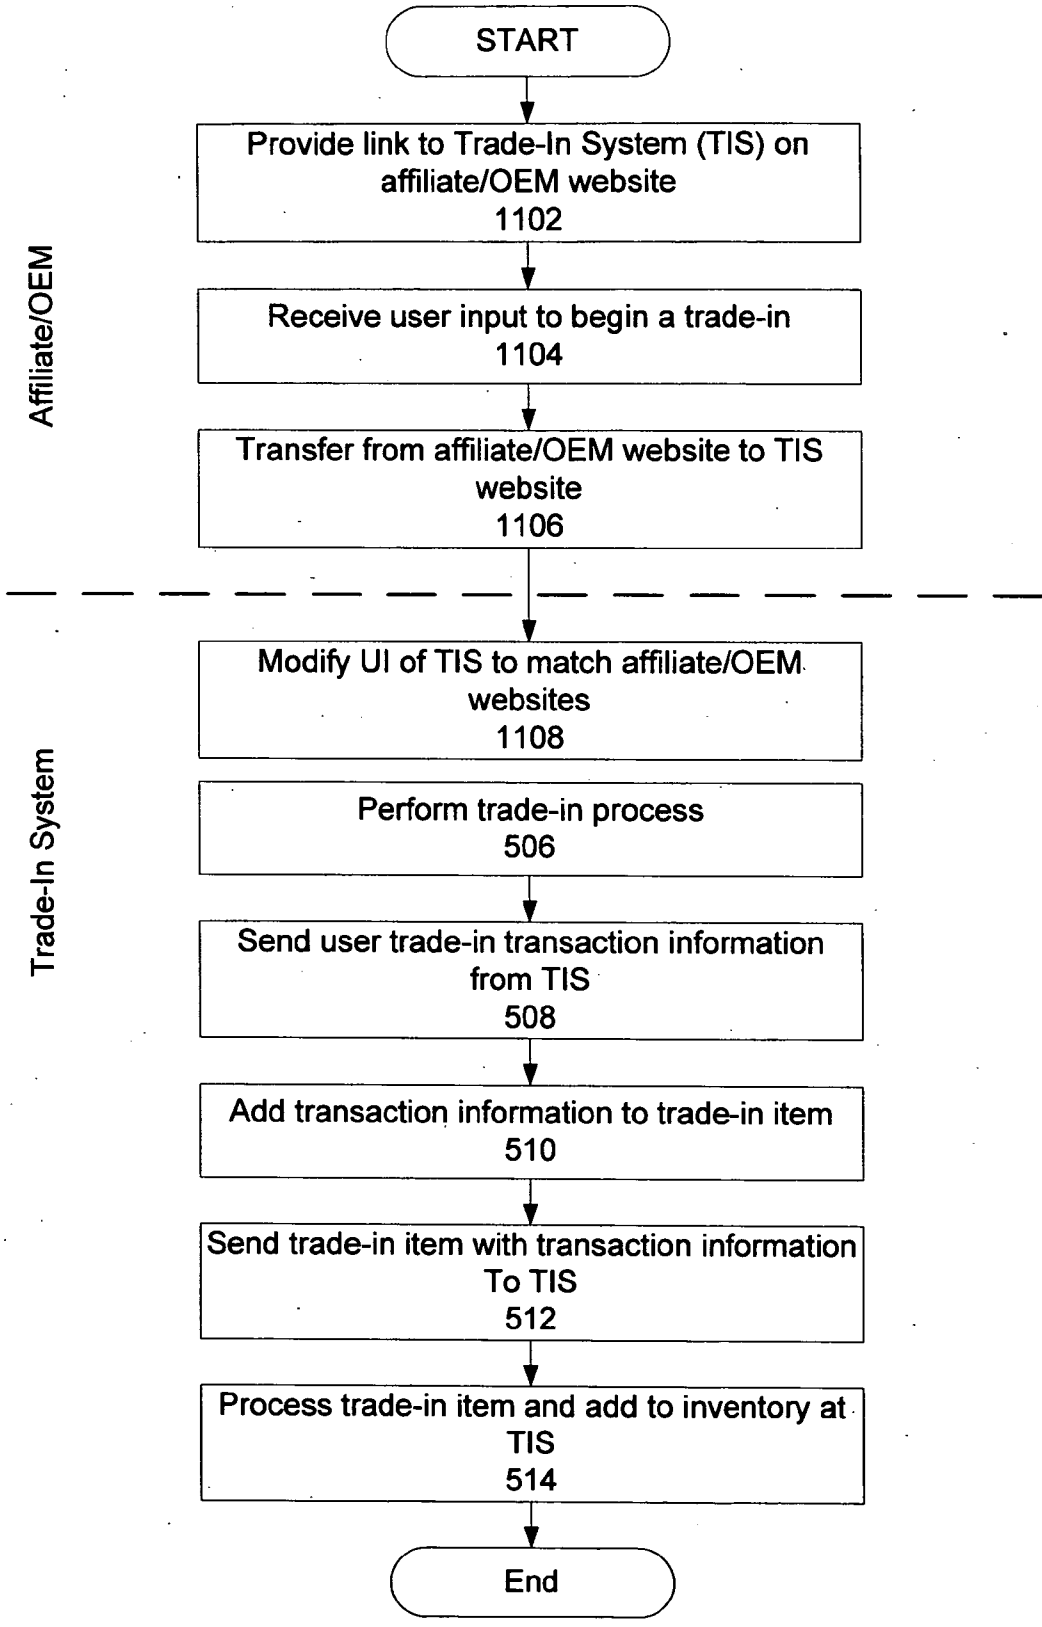 START
Provide link to Trade-In System (TIS) on
affiliate/OEM website
1102
Receive user input to begin a trade-in
1104
Transfer from affiliate/OEM website to TIS
website
1106
Affiliate/OEM
Modify UI of TIS to match affiliate/OEM
websites
1108
Perform trade-in process
506
Send user trade-in transaction information
from TIS
508
Add transaction information to trade-in item
510
Send trade-in item with transaction information
To TIS
512
Process trade-in item and add to inventory at
TIS
514
Trade-In System
End